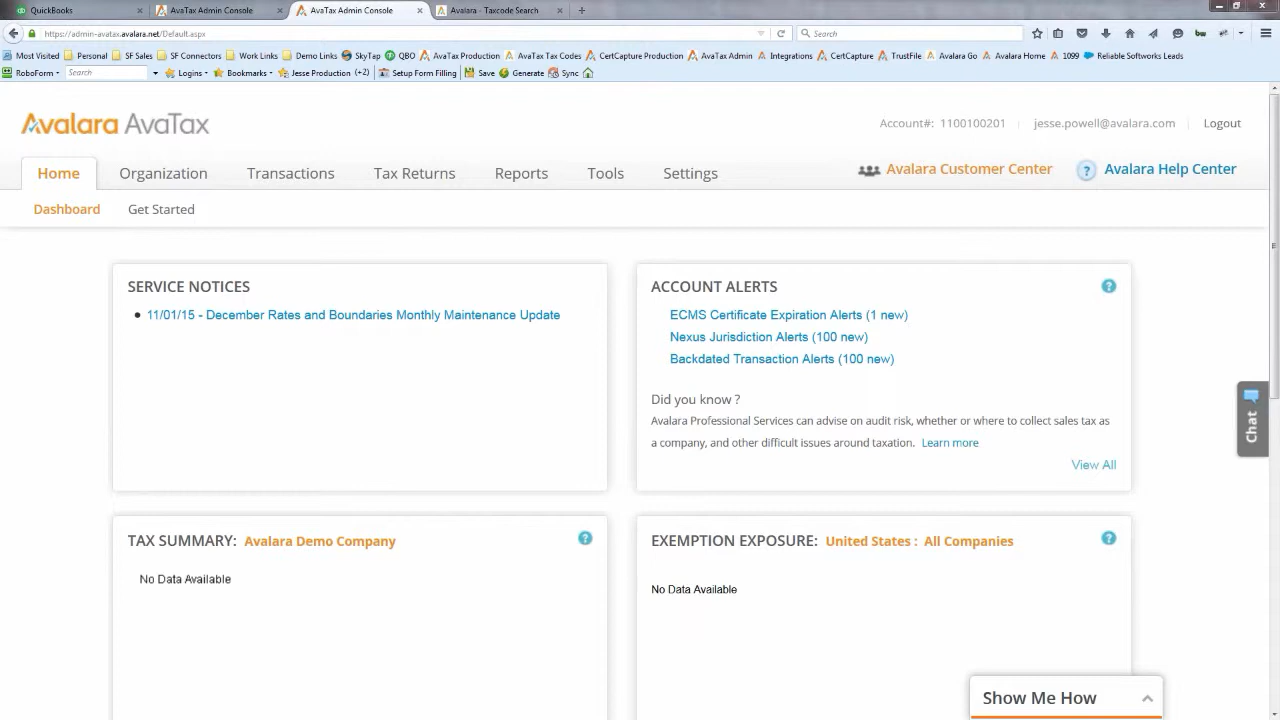 QuickBooks
AvaTax Admin Console
AvaTax Admin Console
Avalara - Taxcode Search
https://admin-avatax.avalara.net/Default.aspx
Search
Most Visited Personal SF Sales SF Connectors Work Links Demo Links SkyTap QBO AvaTax Production AvaTax Tax Codes CertCapture Production AvaTax Admin Integrations CertCapture TrustFile Avalara Go Avalara Home 1099 Reliable Softworks Leads
RoboForm Search Logins Bookmarks Jesse Production (+2) Setup Form Filling Save Generate Sync
Avalara AvaTax
Account#: 1100100201 jesse.powell@avalara.com Logout
Home Organization Transactions Tax Returns Reports Tools Settings
Avalara Customer Center ? Avalara Help Center
Dashboard Get Started
SERVICE NOTICES
• 11/01/15 - December Rates and Boundaries Monthly Maintenance Update
ACCOUNT ALERTS ?
ECMS Certificate Expiration Alerts (1 new)
Nexus Jurisdiction Alerts (100 new)
Backdated Transaction Alerts (100 new)
Did you know ?
Avalara Professional Services can advise on audit risk, whether or where to collect sales tax as
a company, and other difficult issues around taxation. Learn more
View All
Chat
TAX SUMMARY: Avalara Demo Company ?
No Data Available
EXEMPTION EXPOSURE: United States : All Companies ?
No Data Available
Show Me How